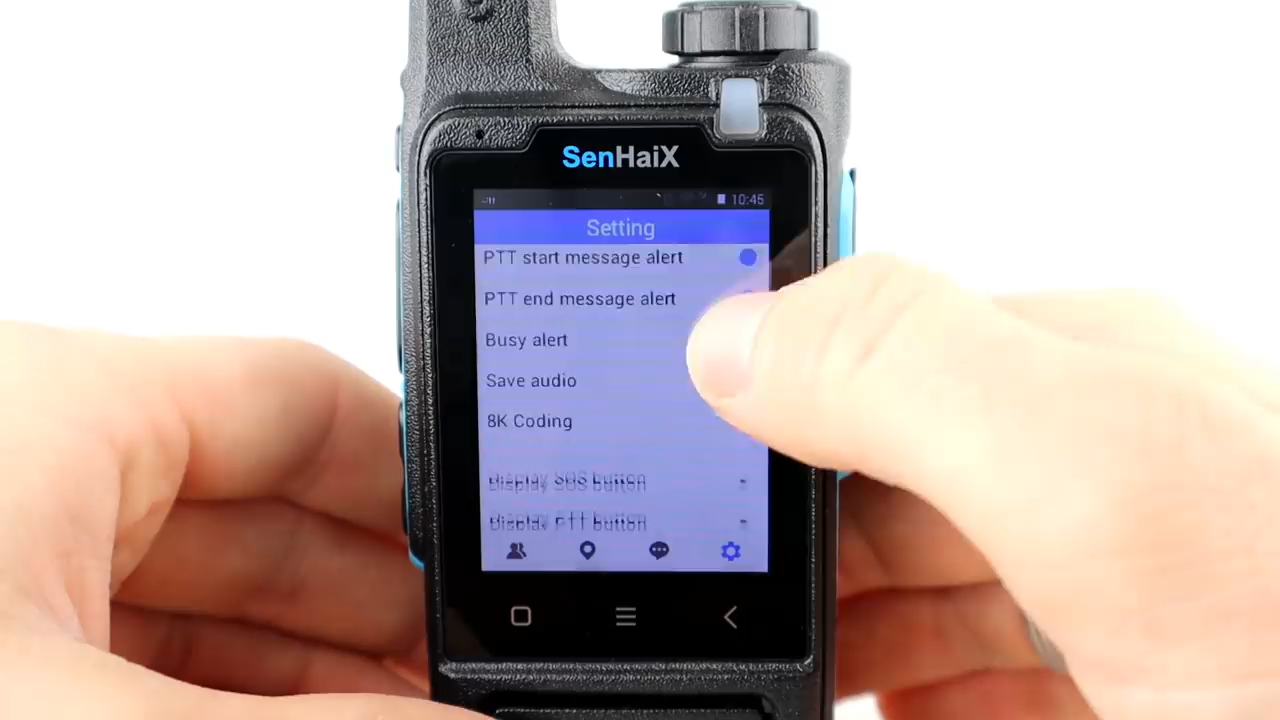 SenHaiX
10:45
Setting
PTT start message alert
PTT end message alert
Busy alert
Save audio
8K Coding
Display SOS button
Display PTT button